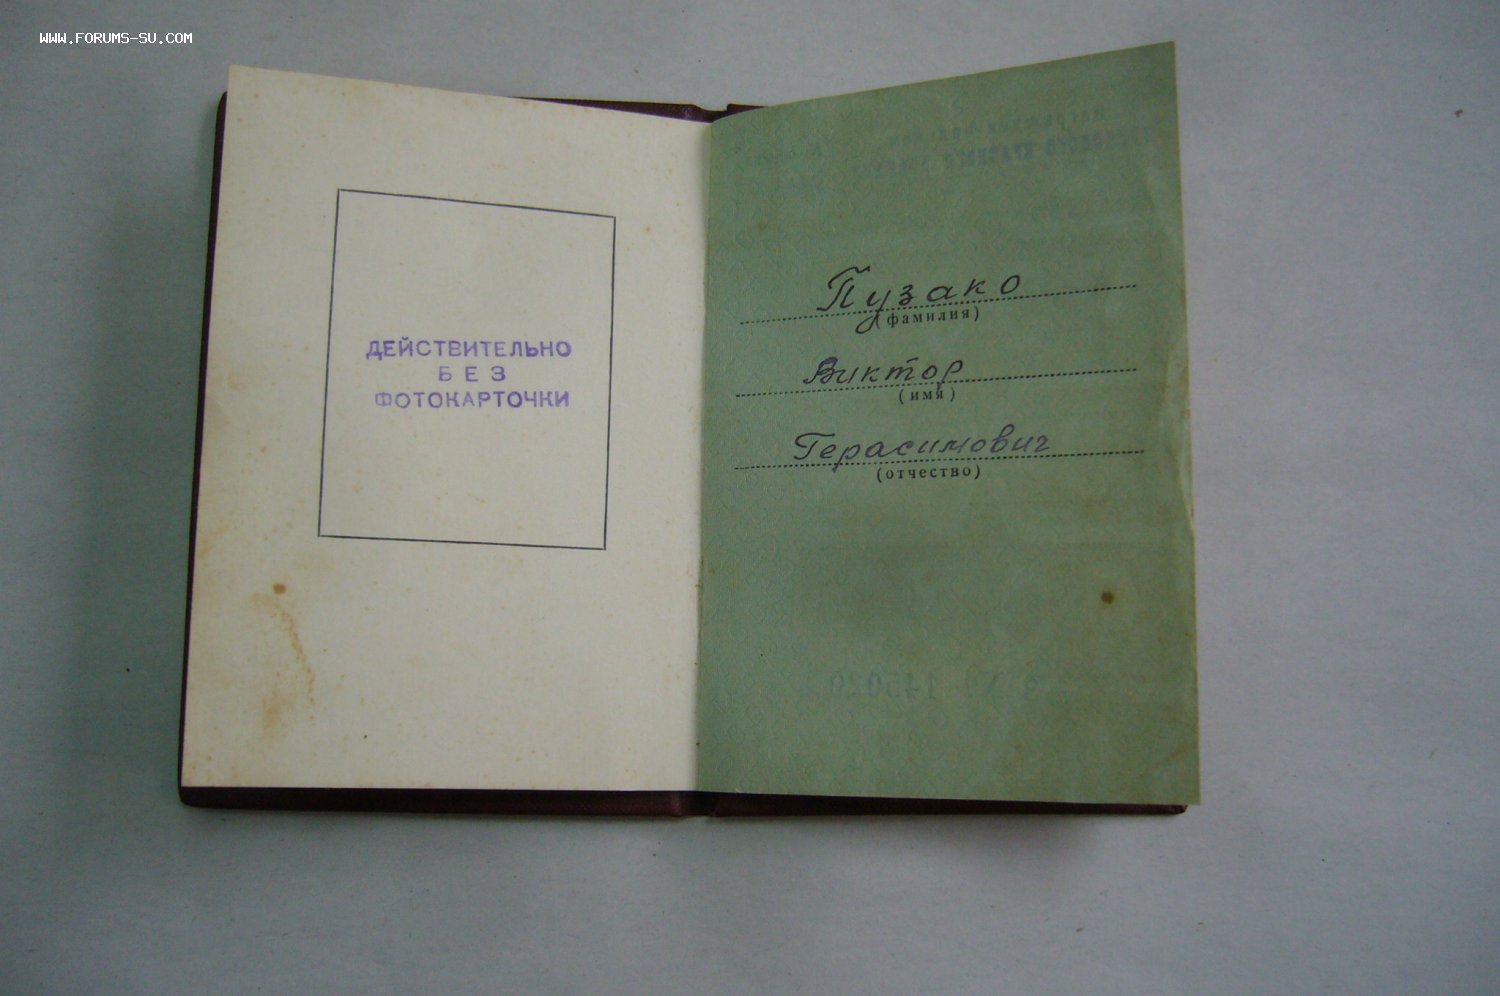 WWW.FORUMS-SU.COM
ДЕЙСТВИТЕЛЬНО
БЕЗ
ФОТОКАРТОЧКИ
Пузако
(фамилия)
Виктор
(имя)
Герасимович
(отчество)